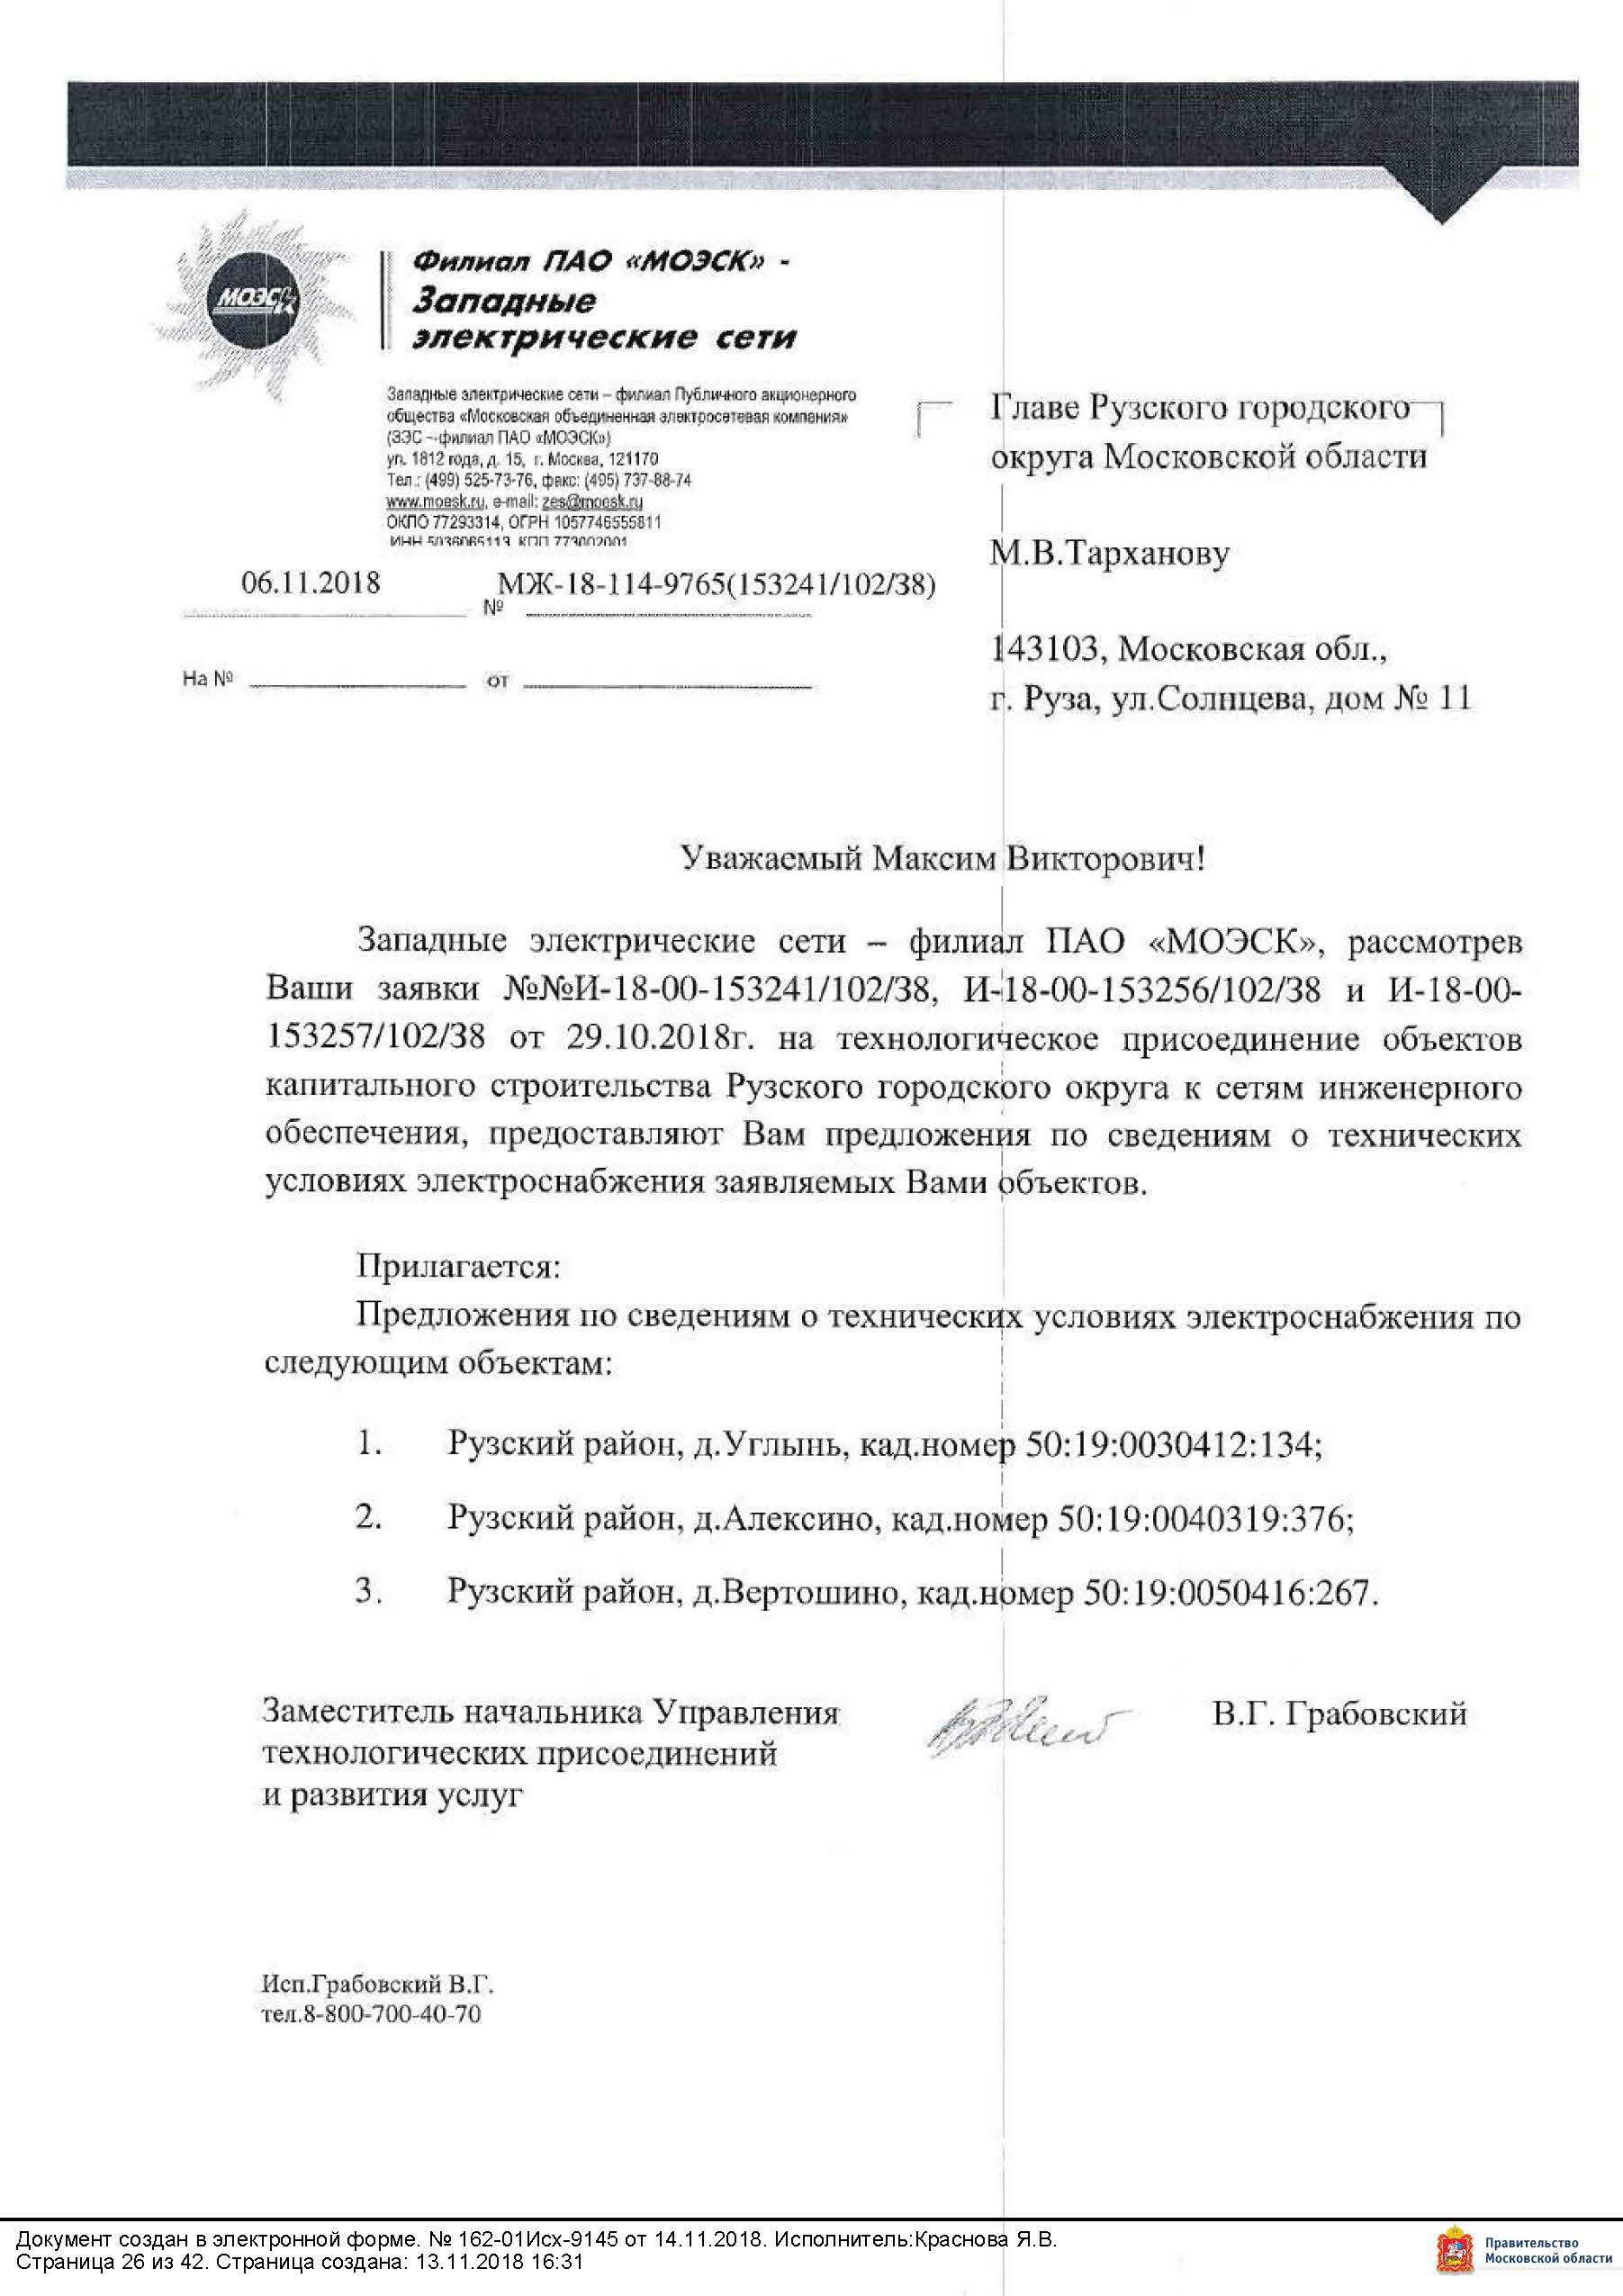 МОЭСК
Филиал ПАО «МОЭСК» -
Западные
электрические сети
Западные электрические сети – филиал Публичного акционерного
общества «Московская объединенная электросетевая компания»
(ЗЭС – филиал ПАО «МОЭСК»)
ул. 1812 года, д. 15, г. Москва, 121170
Тел.: (499) 525-73-76, факс: (495) 737-88-74
www.moesk.ru, e-mail: zes@moesk.ru
ОКПО 77293314, ОГРН 1057746555811
ИНН 5036065113, КПП 773002001
06.11.2018 № МЖ-18-114-9765(153241/102/38)
На № от
Главе Рузского городского
округа Московской области
М.В.Тарханову
143103, Московская обл.,
г. Руза, ул.Солнцева, дом № 11
Уважаемый Максим Викторович!
Западные электрические сети – филиал ПАО «МОЭСК», рассмотрев
Ваши заявки №№И-18-00-153241/102/38, И-18-00-153256/102/38 и И-18-00-
153257/102/38 от 29.10.2018г. на технологическое присоединение объектов
капитального строительства Рузского городского округа к сетям инженерного
обеспечения, предоставляют Вам предложения по сведениям о технических
условиях электроснабжения заявляемых Вами объектов.
Прилагается:
Предложения по сведениям о технических условиях электроснабжения по
следующим объектам:
1. Рузский район, д.Углынь, кад.номер 50:19:0030412:134;
2. Рузский район, д.Алексино, кад.номер 50:19:0040319:376;
3. Рузский район, д.Вертошино, кад.номер 50:19:0050416:267.
Заместитель начальника Управления
технологических присоединений
и развития услуг
В.Г. Грабовский
Исп.Грабовский В.Г.
тел.8-800-700-40-70
Документ создан в электронной форме. № 162-01Исх-9145 от 14.11.2018. Исполнитель:Краснова Я.В.
Страница 26 из 42. Страница создана: 13.11.2018 16:31
Правительство
Московской области